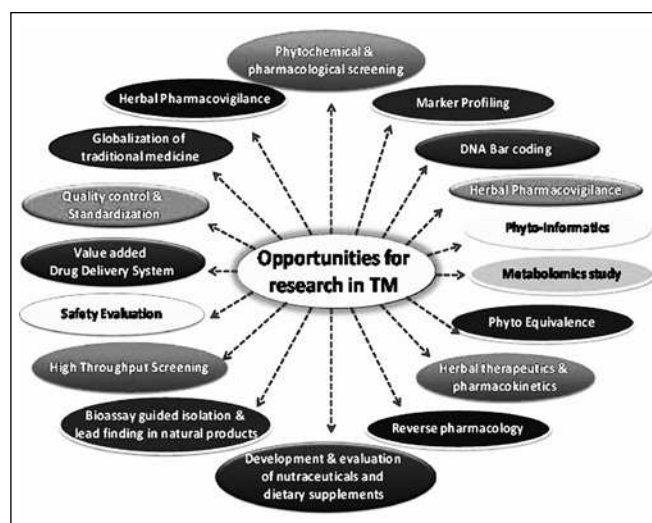 Phytochemical &
pharmacological screening
Herbal Pharmacovigilance
Marker Profiling
Globalization of
traditional medicine
DNA Bar coding
Quality control &
Standardization
Herbal Pharmacovigilance
Phyto-Informatics
Value added
Drug Delivery System
Opportunities for
research in TM
Metabolomics study
Safety Evaluation
Phyto Equivalence
High Throughput Screening
Herbal therapeutics &
pharmacokinetics
Bioassay guided isolation &
lead finding in natural products
Reverse pharmacology
Development & evaluation
of nutraceuticals and
dietary supplements